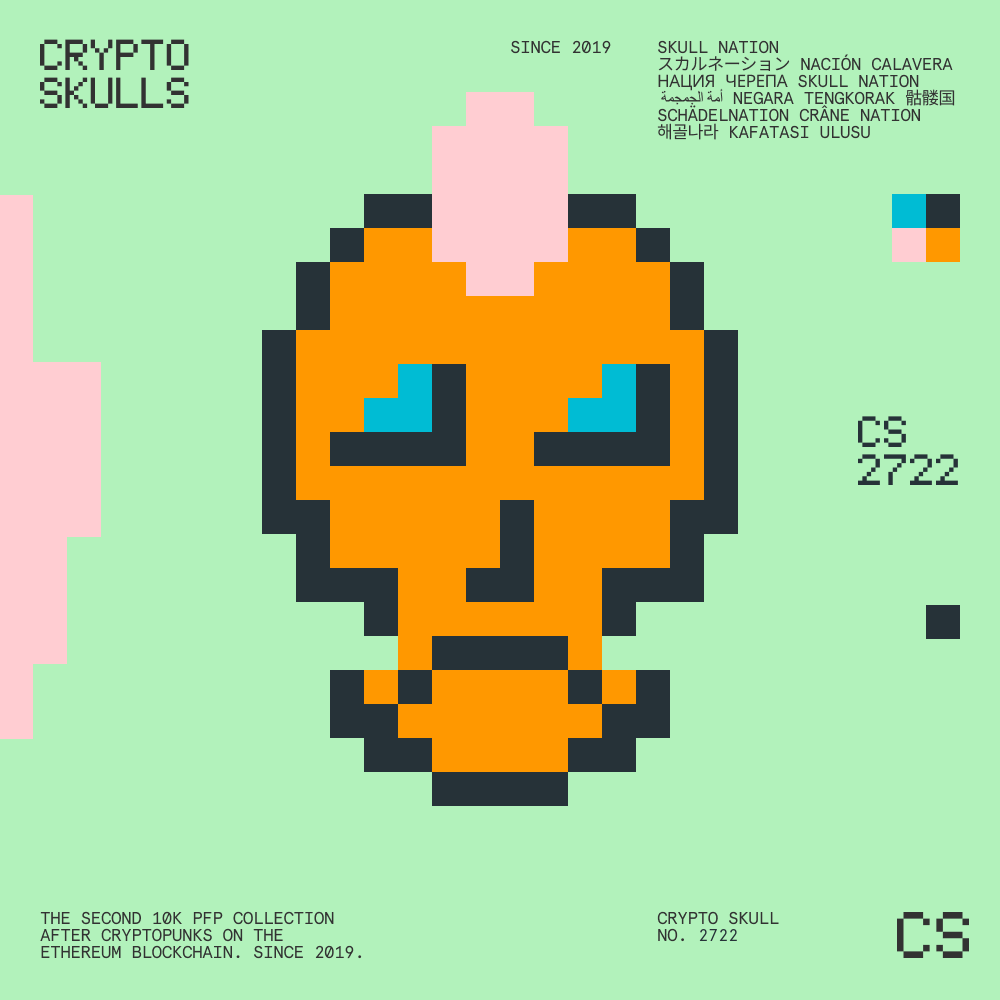 CRYPTO
SKULLS
SINCE 2019
SKULL NATION
スカルネーション NACIÓN CALAVERA
НАЦИЯ ЧЕРЕПА SKULL NATION
أمة الجمجمة NEGARA TENGKORAK 骷髅国
SCHÄDELNATION CRÂNE NATION
해골나라 KAFATASI ULUSU
CS
2722
THE SECOND 10K PFP COLLECTION
AFTER CRYPTOPUNKS ON THE
ETHEREUM BLOCKCHAIN. SINCE 2019.
CRYPTO SKULL
NO. 2722
CS